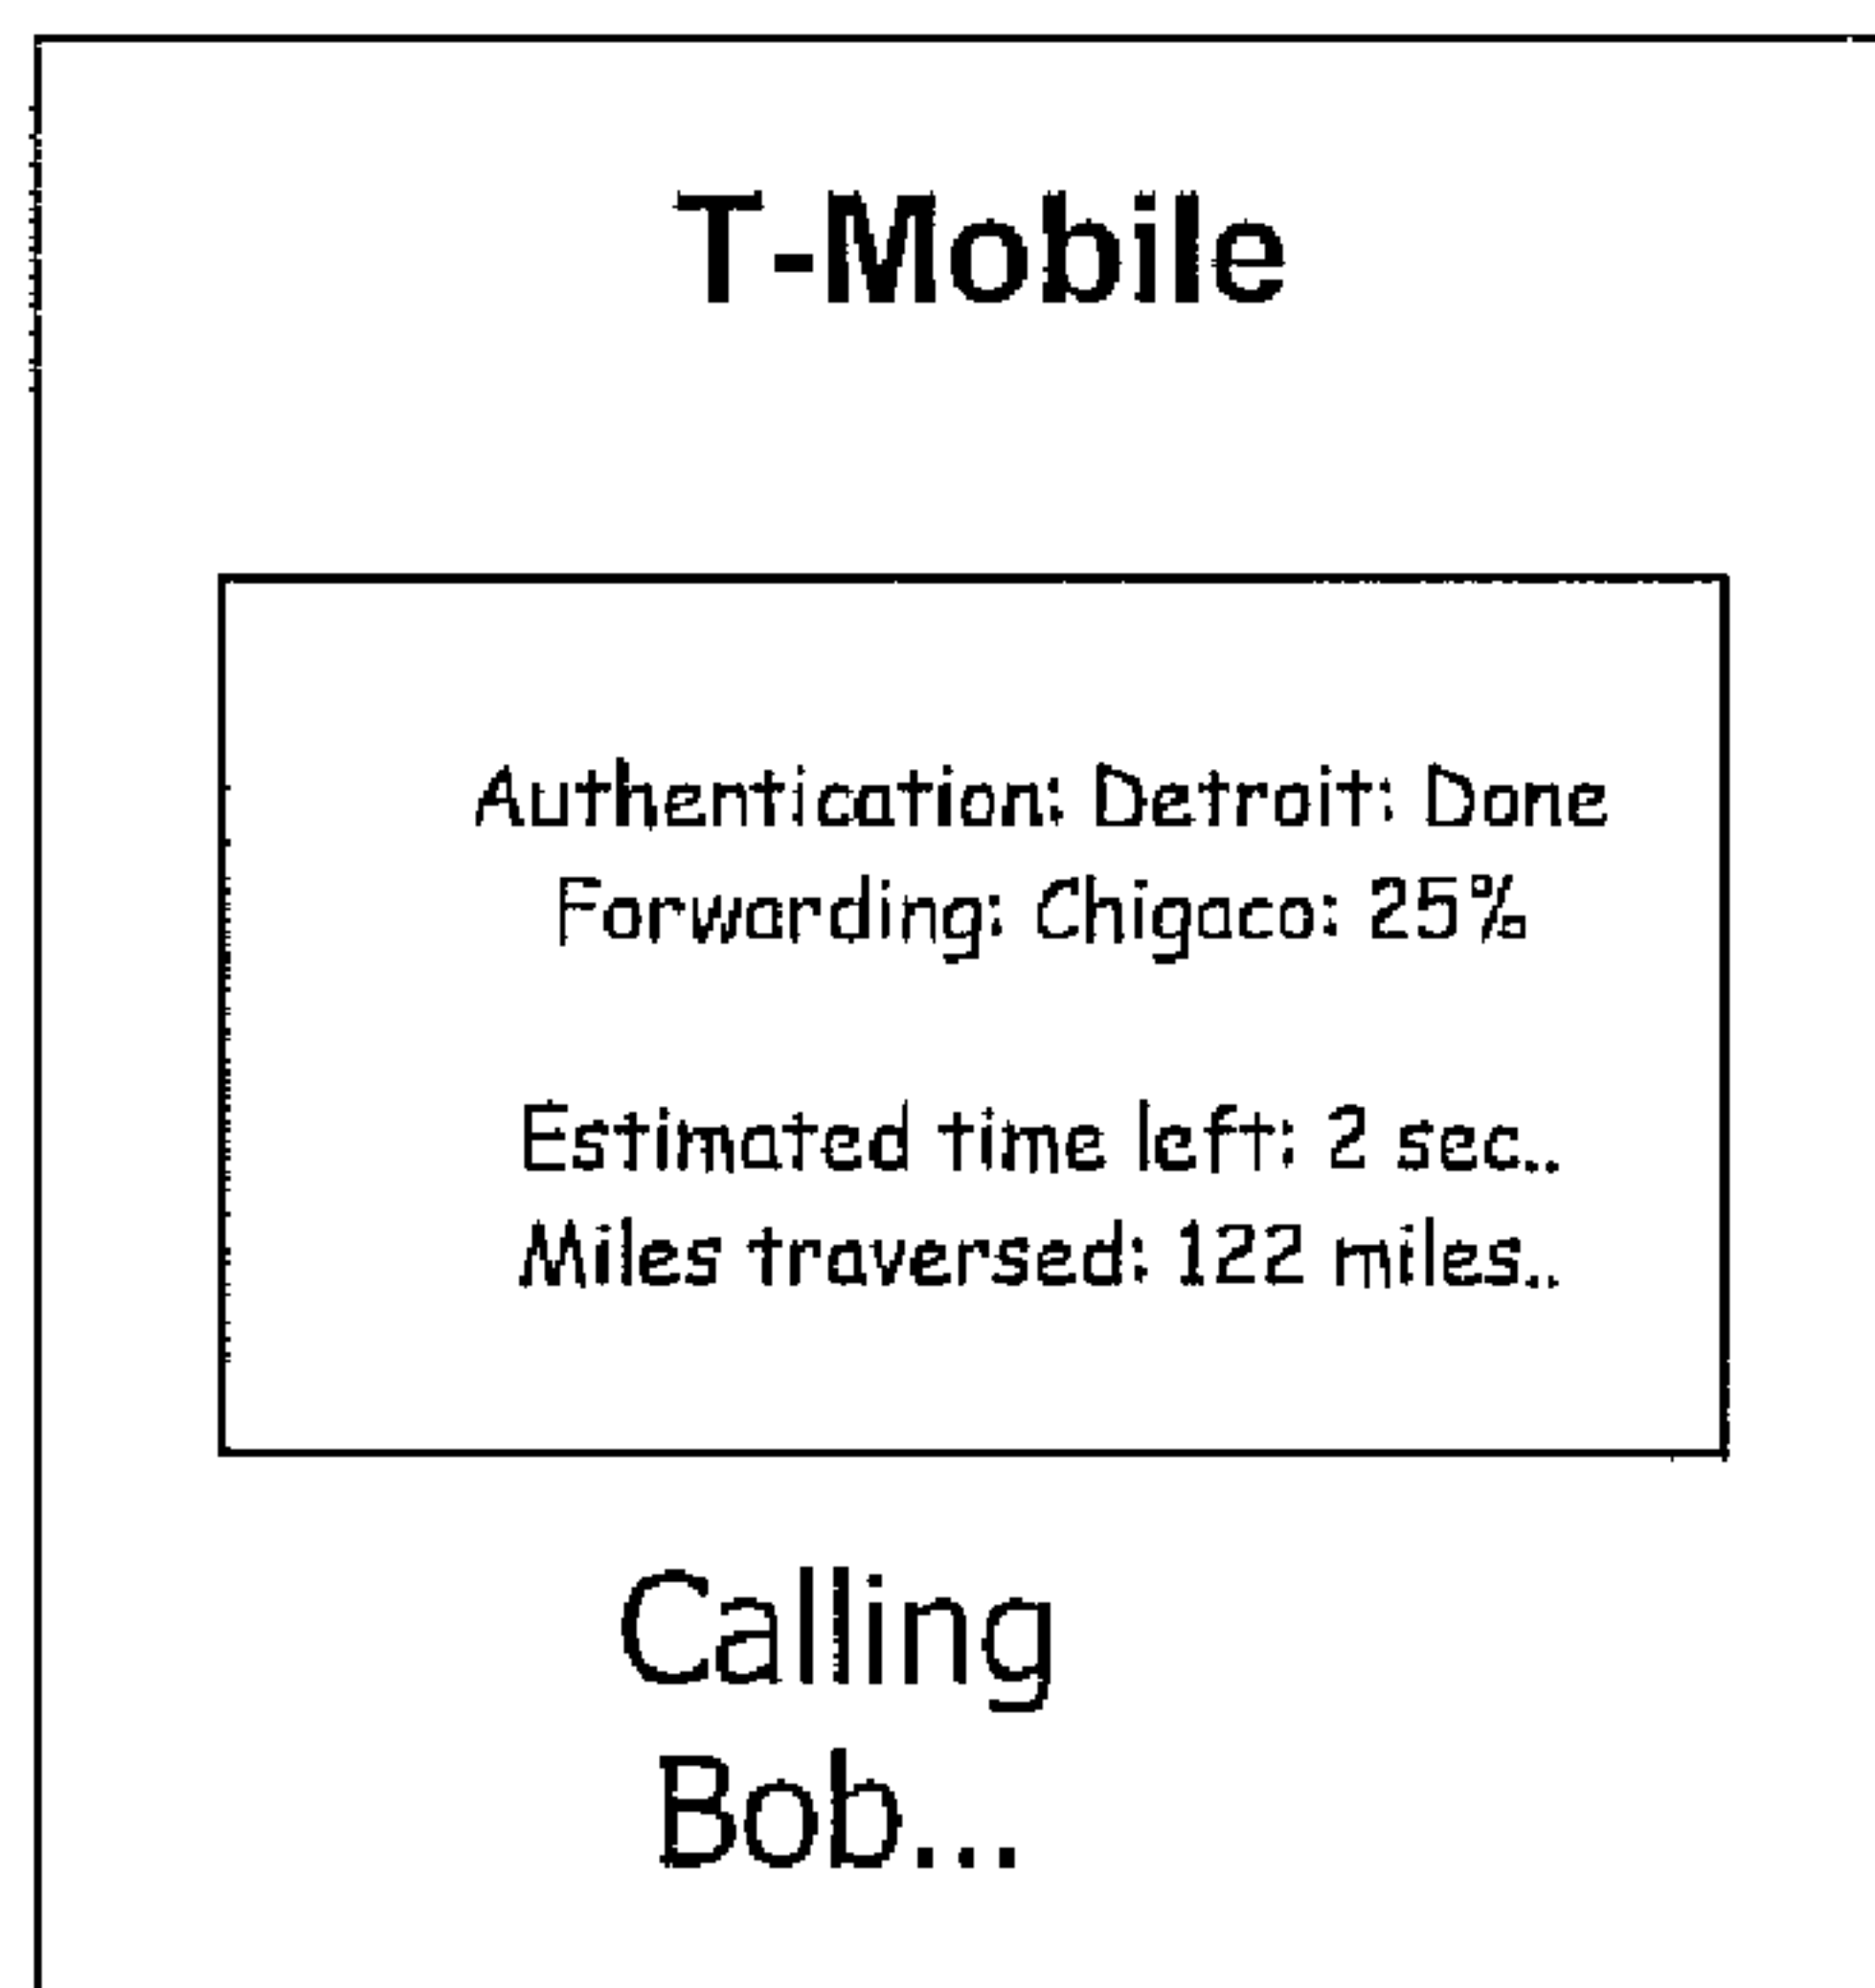 T-Mobile
Authentication: Detroit: Done
Forwarding: Chigaco: 25%
Estimated time left: 2 sec..
Miles traversed: 122 miles..
Calling
Bob...